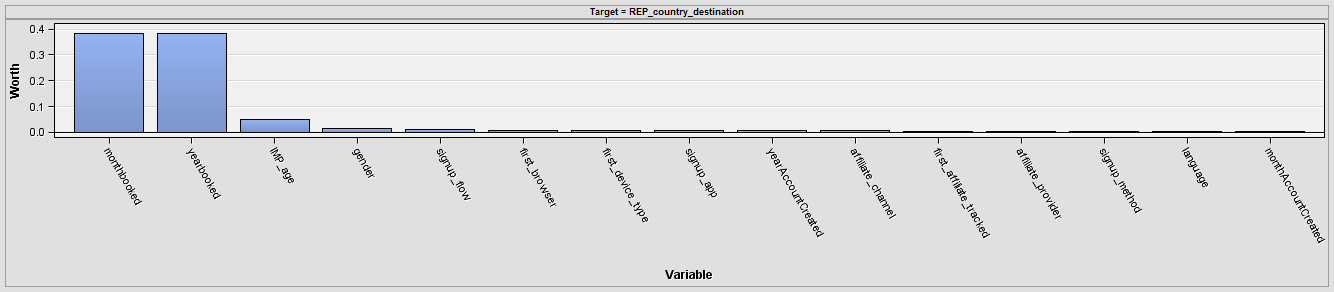 Target = REP_country_destination
0.4
0.3
0.2
0.1
0.0
Worth
monthbooked
yearbooked
IMP_age
gender
signup_flow
first_browser
first_device_type
signup_app
yearAccountCreated
affiliate_channel
first_affiliate_tracked
affiliate_provider
signup_method
language
monthAccountCreated
Variable